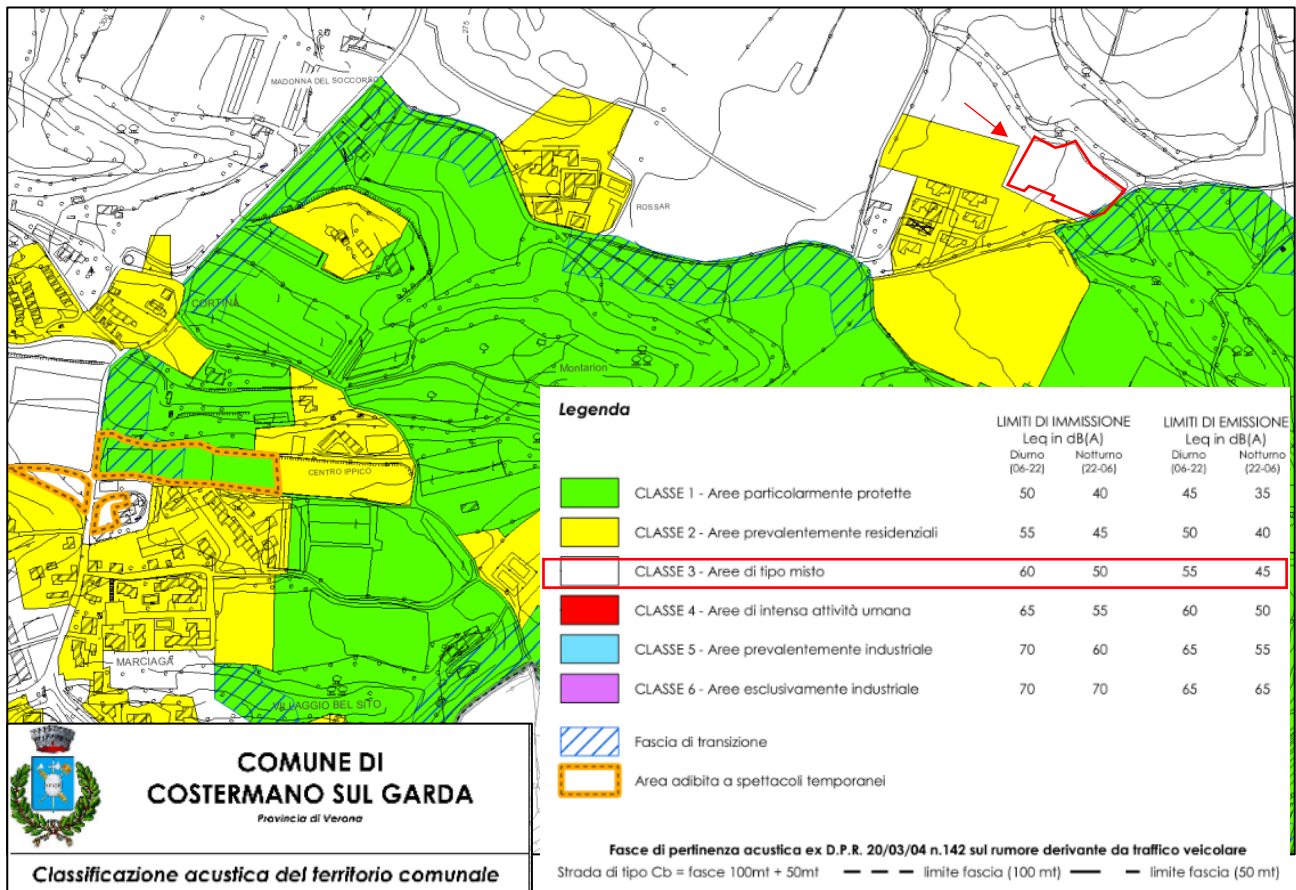 300
275
MADONNA DEL SOCCORSO
ROSSAR
CORTINA
Montarion
CENTRO IPPICO
MARCIAGA
VILLAGGIO BEL SITO
Legenda
LIMITI DI IMMISSIONE LIMITI DI EMISSIONE
Leq in dB(A) Leq in dB(A)
Diurno Notturno Diurno Notturno
(06-22) (22-06) (06-22) (22-06)
CLASSE 1 - Aree particolarmente protette 50 40 45 35
CLASSE 2 - Aree prevalentemente residenziali 55 45 50 40
CLASSE 3 - Aree di tipo misto 60 50 55 45
CLASSE 4 - Aree di intensa attività umana 65 55 60 50
CLASSE 5 - Aree prevalentemente industriale 70 60 65 55
CLASSE 6 - Aree esclusivamente industriale 70 70 65 65
Fascia di transizione
Area adibita a spettacoli temporanei
Fasce di pertinenza acustica ex D.P.R. 20/03/04 n.142 sul rumore derivante da traffico veicolare
Strada di tipo Cb = fasce 100mt + 50mt limite fascia (100 mt) limite fascia (50 mt)
COMUNE DI
COSTERMANO SUL GARDA
Provincia di Verona
Classificazione acustica del territorio comunale